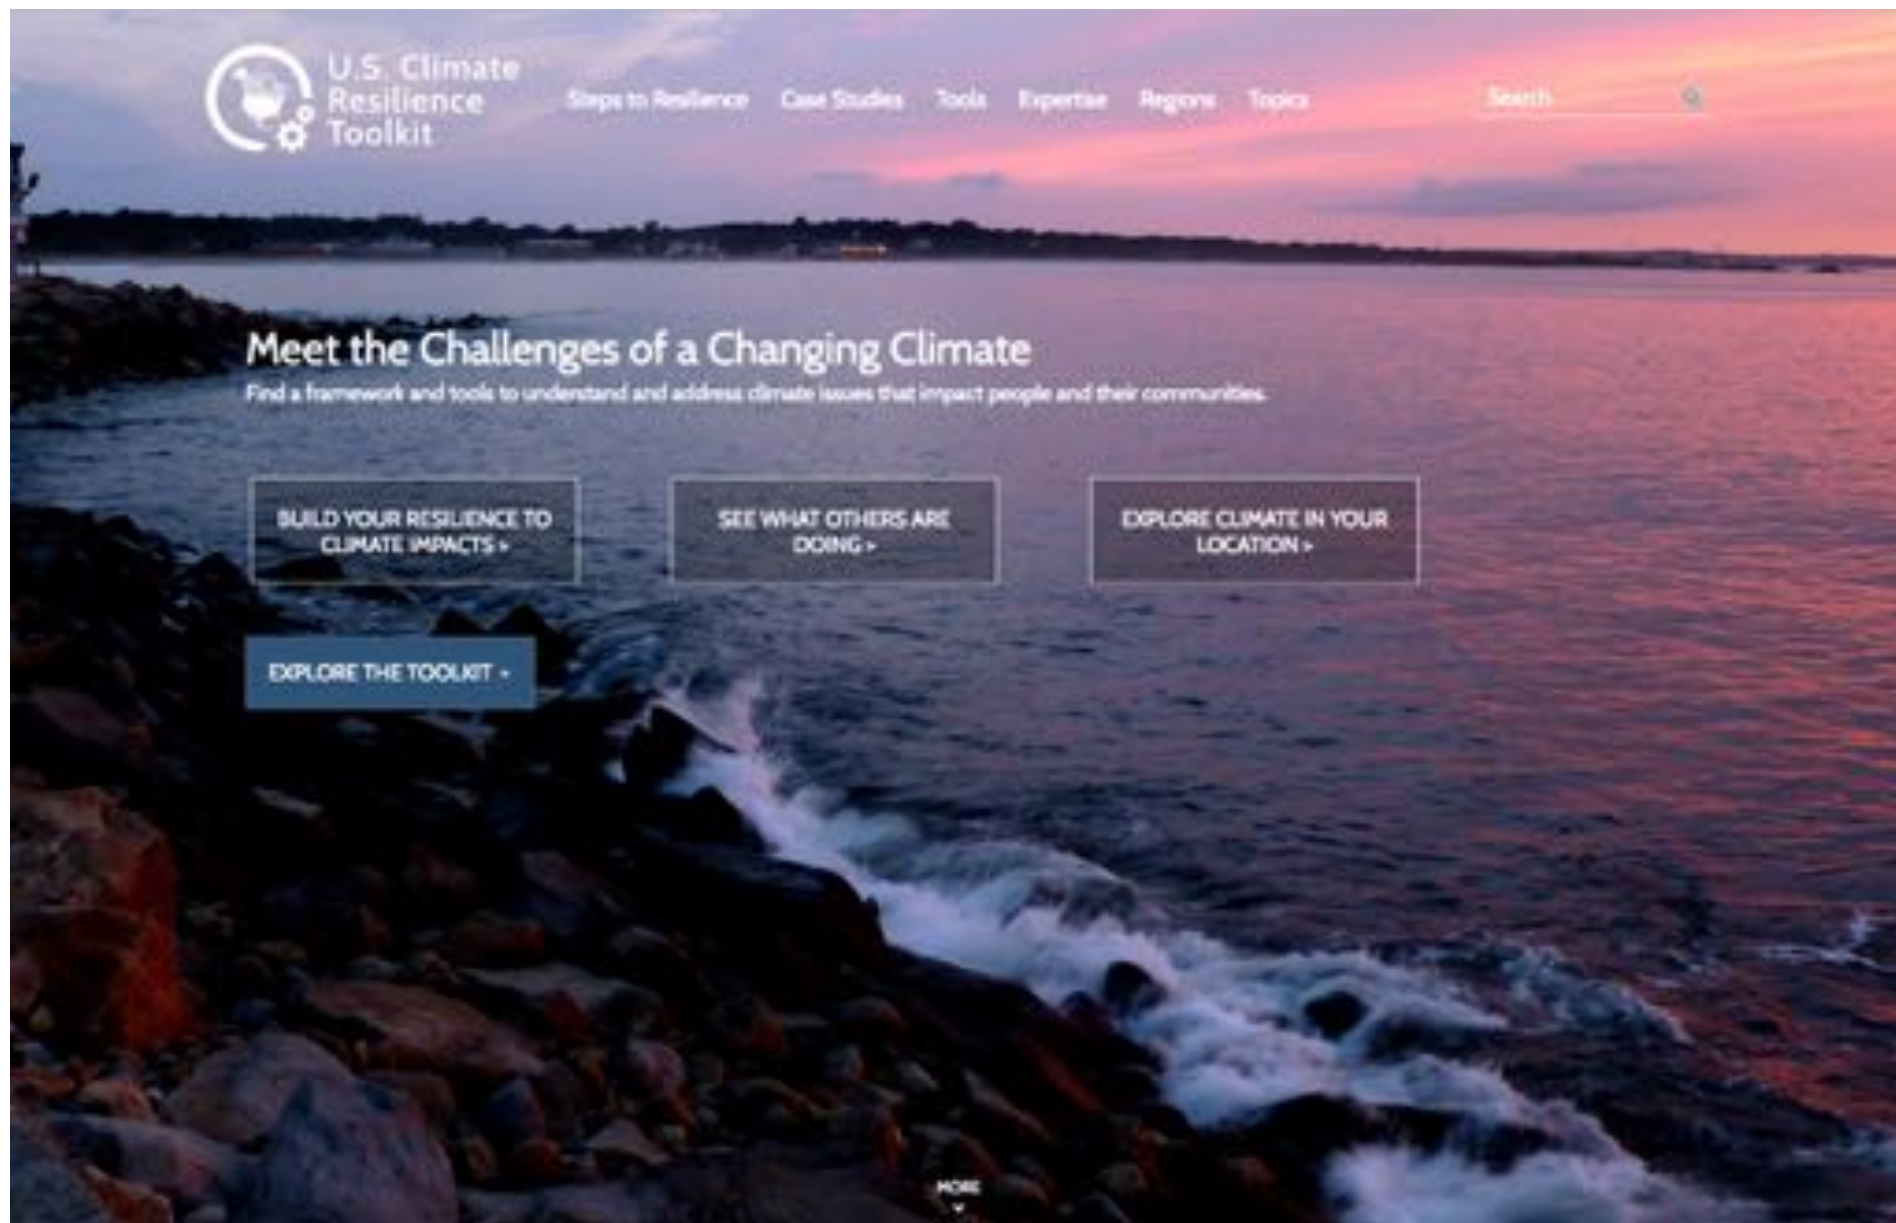 U.S. Climate
Resilience
Toolkit
Steps to Resilience Case Studies Tools Expertise Regions Topics Search
Meet the Challenges of a Changing Climate
Find a framework and tools to understand and address climate issues that impact people and their communities.
BUILD YOUR RESILIENCE TO
CLIMATE IMPACTS >
SEE WHAT OTHERS ARE
DOING >
EXPLORE CLIMATE IN YOUR
LOCATION >
EXPLORE THE TOOLKIT >
MORE